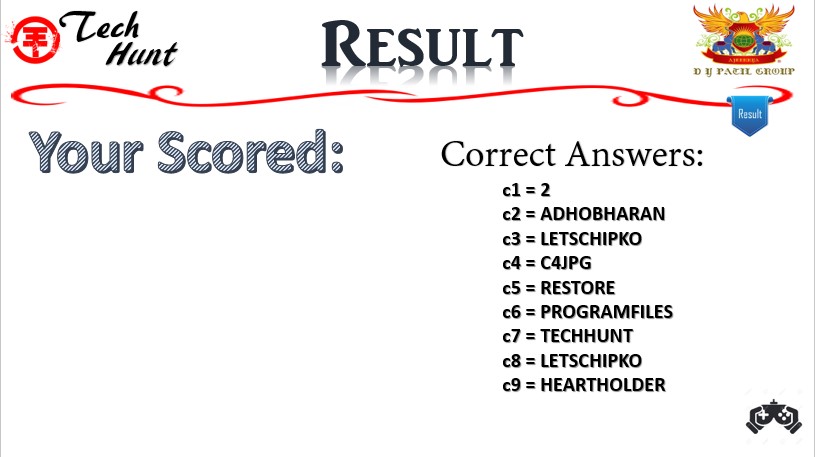 Tech
Hunt
RESULT
AJEENKYA
D Y PATIL GROUP
Result
Your Scored:
Correct Answers:
c1 = 2
c2 = ADHOBHARAN
c3 = LETSCHIPKO
c4 = C4JPG
c5 = RESTORE
c6 = PROGRAMFILES
c7 = TECHHUNT
c8 = LETSCHIPKO
c9 = HEARTHOLDER